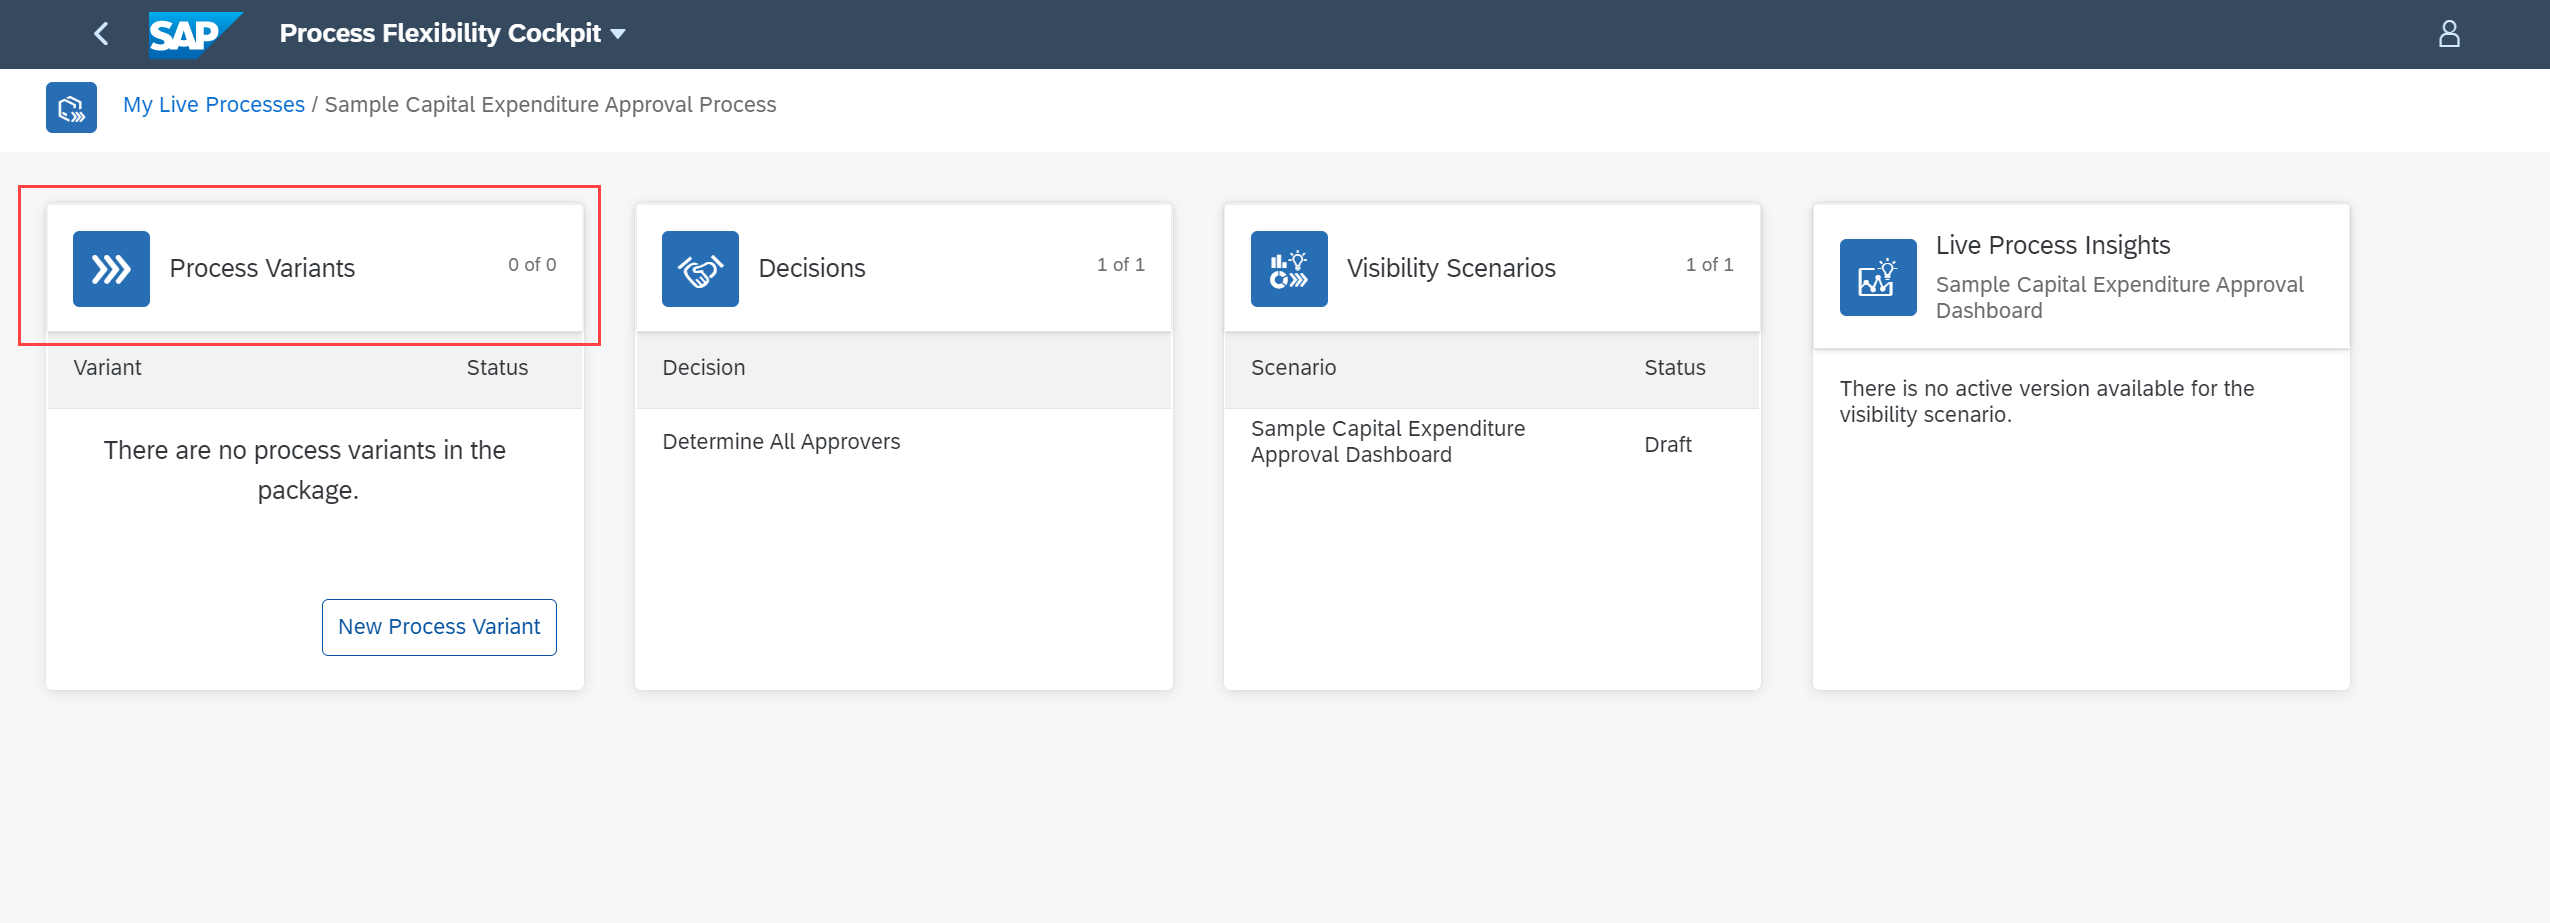 SAP Process Flexibility Cockpit
My Live Processes / Sample Capital Expenditure Approval Process
Process Variants 0 of 0
Variant Status
There are no process variants in the
package.
New Process Variant
Decisions 1 of 1
Decision
Determine All Approvers
Visibility Scenarios 1 of 1
Scenario Status
Sample Capital Expenditure
Approval Dashboard
Draft
Live Process Insights
Sample Capital Expenditure Approval
Dashboard
There is no active version available for the
visibility scenario.